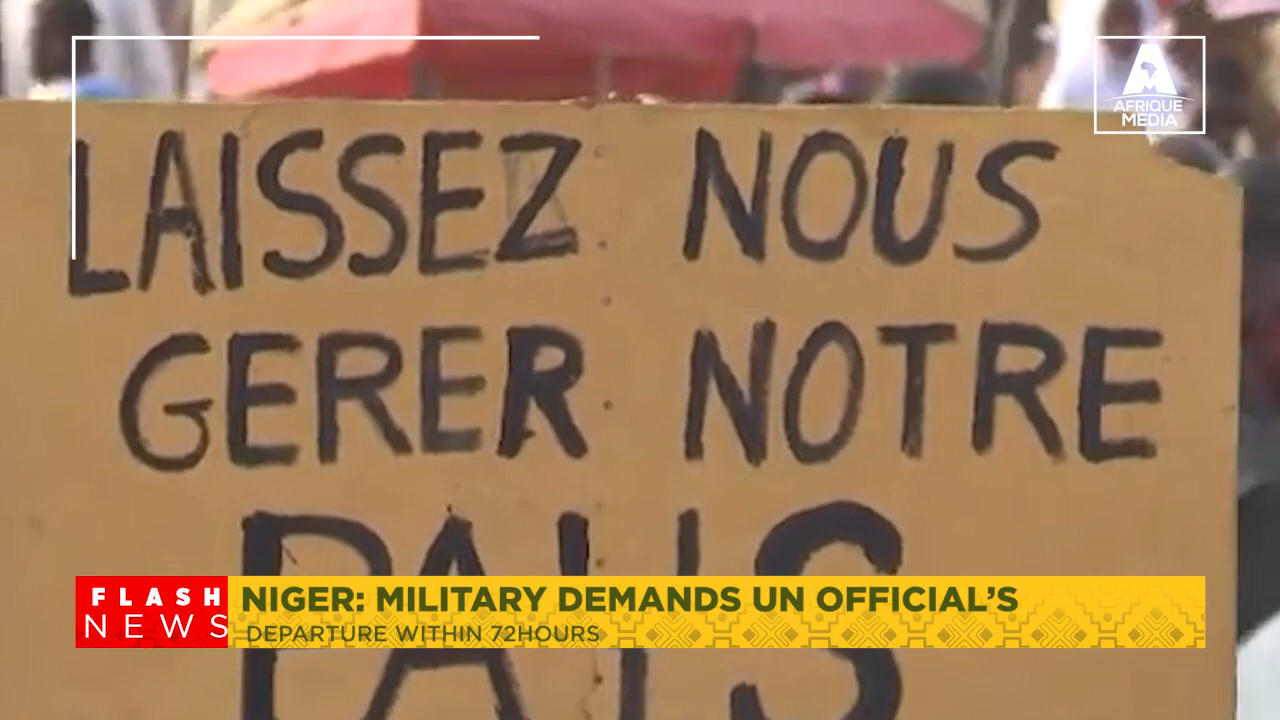 AFRIQUE
MEDIA
LAISSEZ NOUS
GERER NOTRE
PAYS
FLASH
NEWS
NIGER: MILITARY DEMANDS UN OFFICIAL'S
DEPARTURE WITHIN 72HOURS